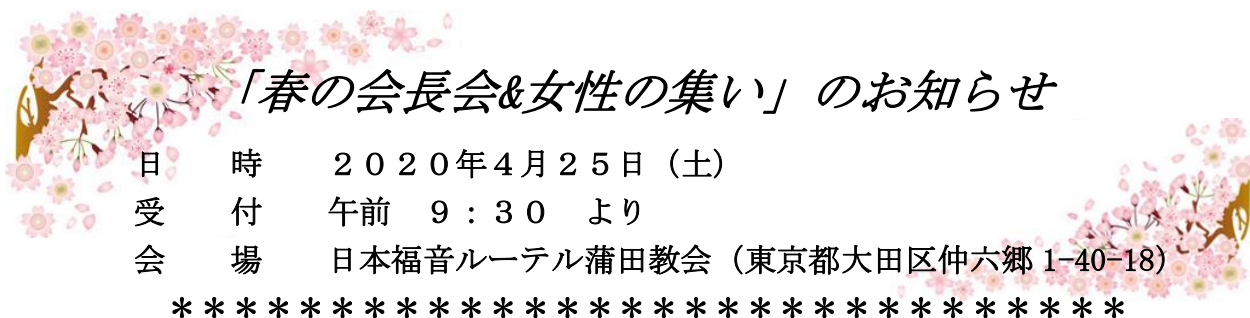 「春の会長会&女性の集い」のお知らせ
日　　時　　２０２０年４月２５日（土）
受　　付　　午前　９：３０　より
会　　場　　日本福音ルーテル蒲田教会（東京都大田区仲六郷 1-40-18）
＊＊＊＊＊＊＊＊＊＊＊＊＊＊＊＊＊＊＊＊＊＊＊＊＊＊＊＊＊＊